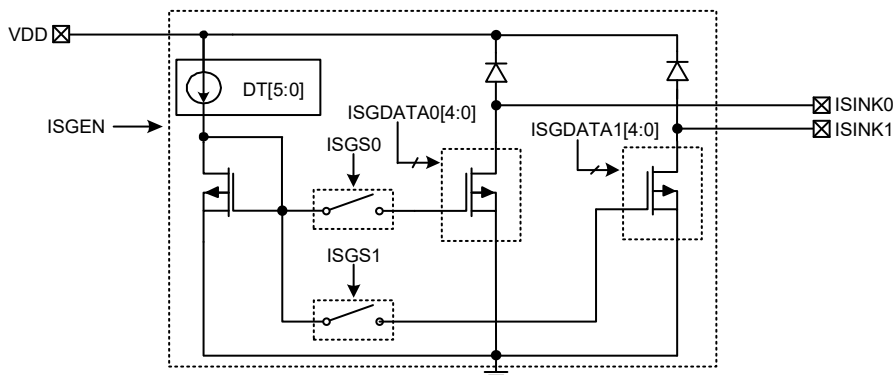 VDD
DT[5:0]
ISGDATA0[4:0]
ISINK0
ISGEN
ISGDATA1[4:0]
ISINK1
ISGS0
ISGS1